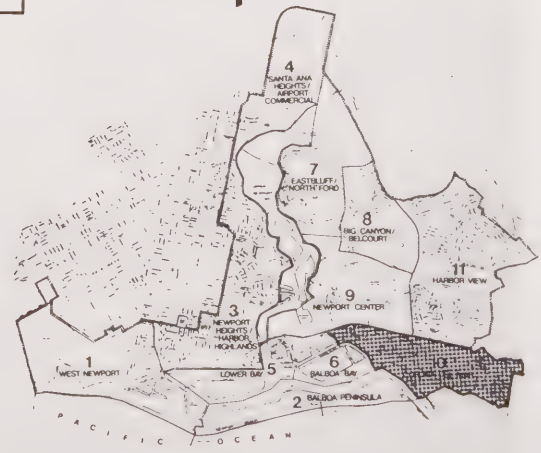 4
SANTA ANA
HEIGHTS/
AIRPORT
COMMERCIAL
7
EASTBLUFF/
NORTH FORD
8
BIG CANYON/
BELCOURT
11
HARBOR VIEW
9
NEWPORT CENTER
3
NEWPORT
HEIGHTS/
HARBOR
HIGHLANDS
1
WEST NEWPORT
5
LOWER BAY
6
BALBOA BAY
10
2
BALBOA PENINSULA
PACIFIC OCEAN